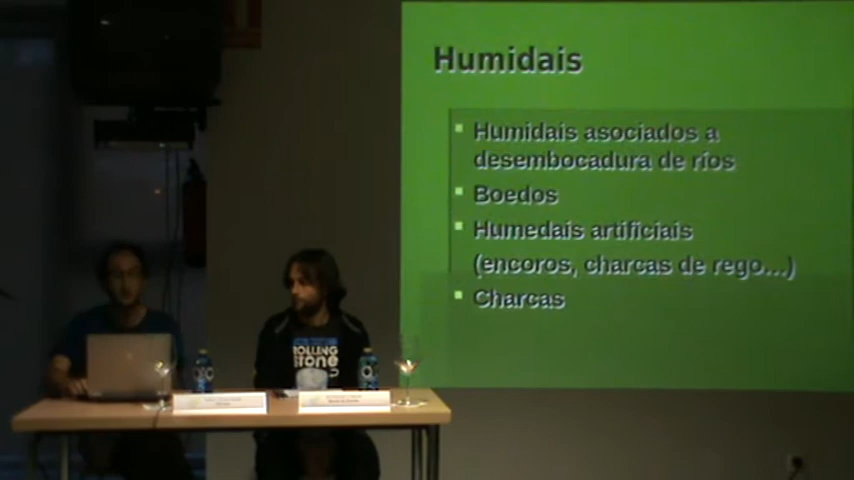 Humidais
Humidais asociados a
desembocadura de ríos
Boedos
Humedais artificiais
(encoros, charcas de rego...)
Charcas
ROLLING
STONE